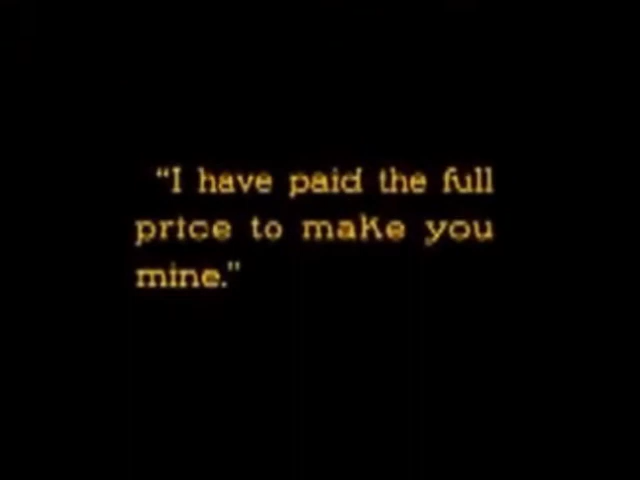 “I have paid the full
price to make you
mine.”